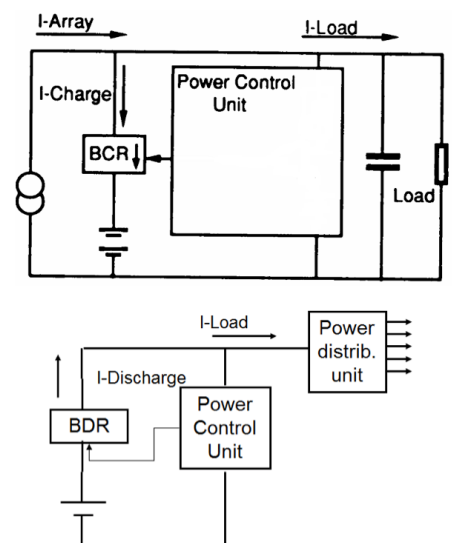 I-Array
I-Load
I-Charge
Power Control
Unit
BCR
Load
I-Load
Power
distrib.
unit
I-Discharge
Power
Control
Unit
BDR